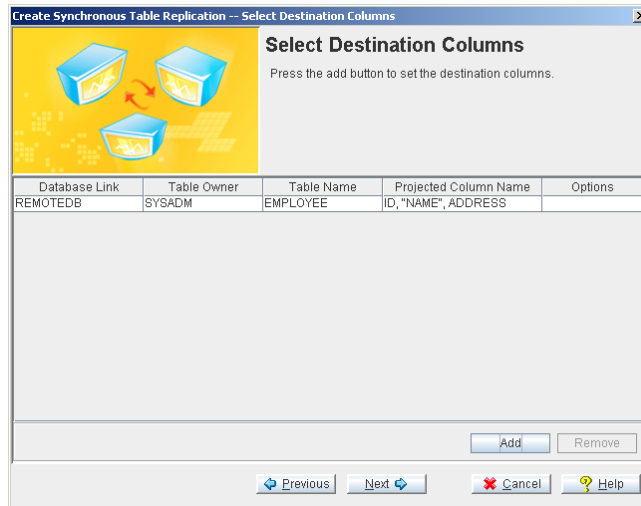 Create Synchronous Table Replication -- Select Destination Columns
Select Destination Columns
Press the add button to set the destination columns.
Database Link Table Owner Table Name Projected Column Name Options
REMOTEDB SYSADM EMPLOYEE ID, "NAME", ADDRESS
Add Remove
Previous Next Cancel Help